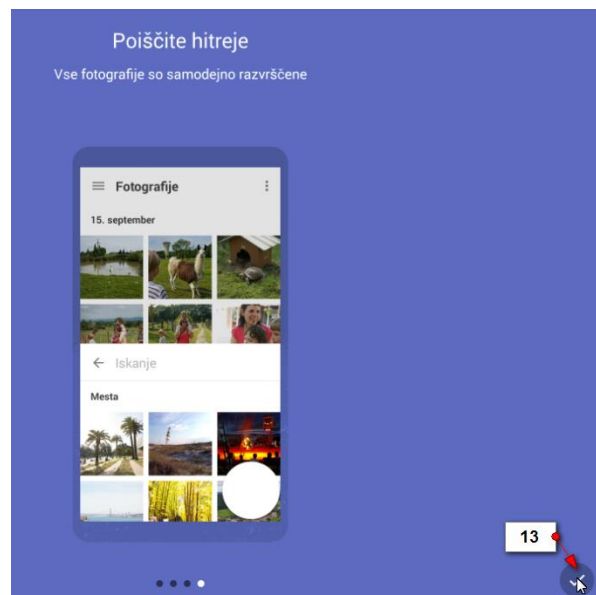 Poiščite hitreje
Vse fotografije so samodejno razvrščene
Fotografije
15. september
Iskanje
Mesta
13